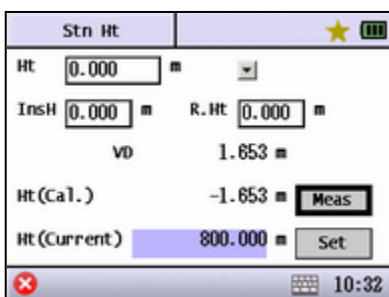 Stn Ht
Ht 0.000 m
InsH 0.000 m R.Ht 0.000 m
VD 1.653 m
Ht(Cal.) -1.653 m Meas
Ht(Current) 800.000 m Set
10:32